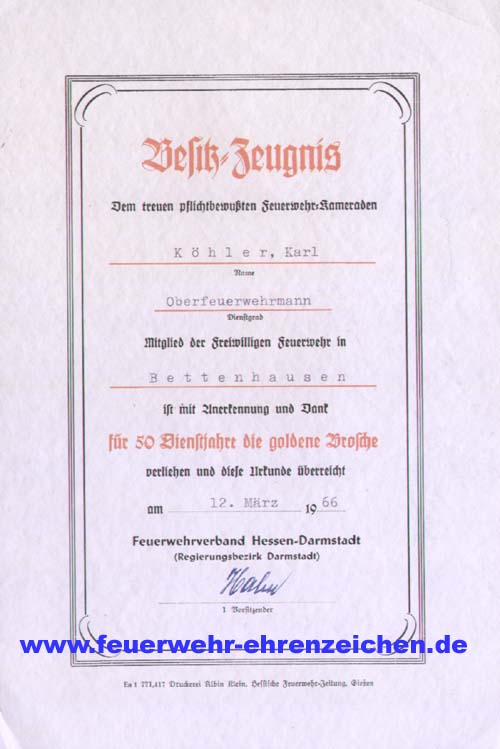 Besitz-Zeugnis
Dem treuen pflichtbewußten Feuerwehr-Kameraden
Köhler, Karl
Name
Oberfeuerwehrmann
Dienstgrad
Mitglied der Freiwilligen Feuerwehr in
Bettenhausen
ist mit Anerkennung und Dank
für 50 Dienstjahre die goldene Brosche
verliehen und diese Urkunde überreicht
am 12. März 1966
Feuerwehrverband Hessen-Darmstadt
(Regierungsbezirk Darmstadt)
1 Vorsitzender
www.feuerwehr-ehrenzeichen.de
Druckerei Albin Klein, Hessische Feuerwehr-Zeitung, Gießen